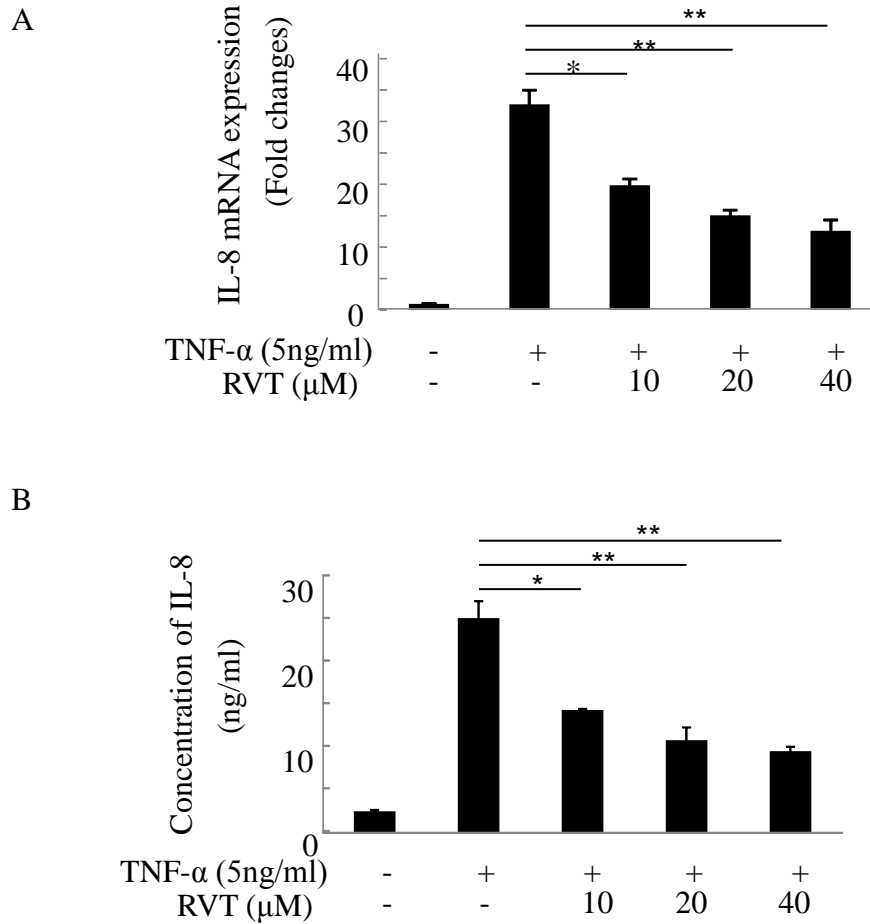 A
IL-8 mRNA expression
(Fold changes)
**
**
*
40
30
20
10
0
TNF-α (5ng/ml) - + + + +
RVT (μM) - - 10 20 40
B
Concentration of IL-8
(ng/ml)
**
**
*
30
20
10
0
TNF-α (5ng/ml) - + + + +
RVT (μM) - - 10 20 40